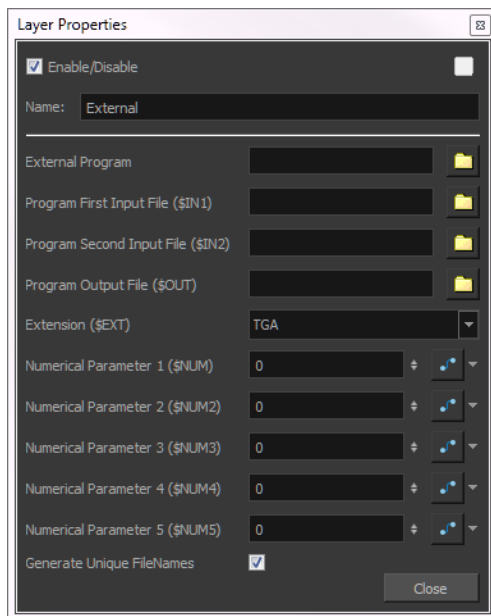 Layer Properties
Enable/Disable
Name: External
External Program
Program First Input File ($IN1)
Program Second Input File ($IN2)
Program Output File ($OUT)
Extension ($EXT) TGA
Numerical Parameter 1 ($NUM) 0
Numerical Parameter 2 ($NUM2) 0
Numerical Parameter 3 ($NUM3) 0
Numerical Parameter 4 ($NUM4) 0
Numerical Parameter 5 ($NUM5) 0
Generate Unique FileNames
Close